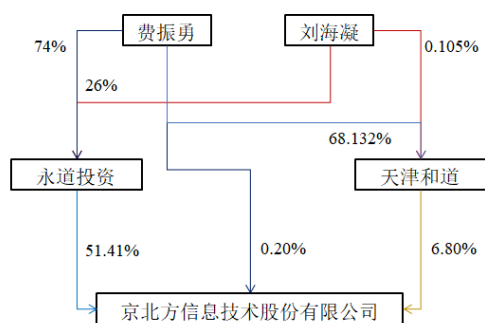 费振勇
刘海凝
74%
0.105%
26%
68.132%
永道投资
天津和道
51.41%
0.20%
6.80%
京北方信息技术股份有限公司